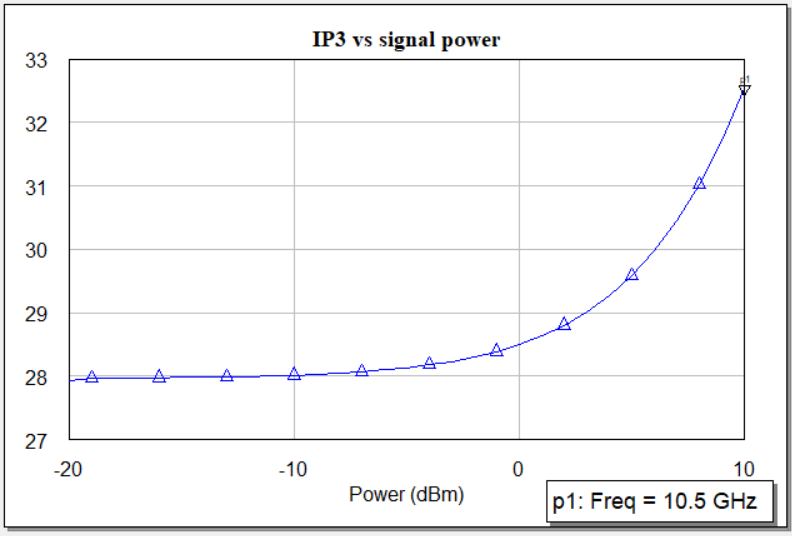 IP3 vs signal power
33
32
31
30
29
28
27
p1
-20 -10 0 10
Power (dBm)
p1: Freq = 10.5 GHz